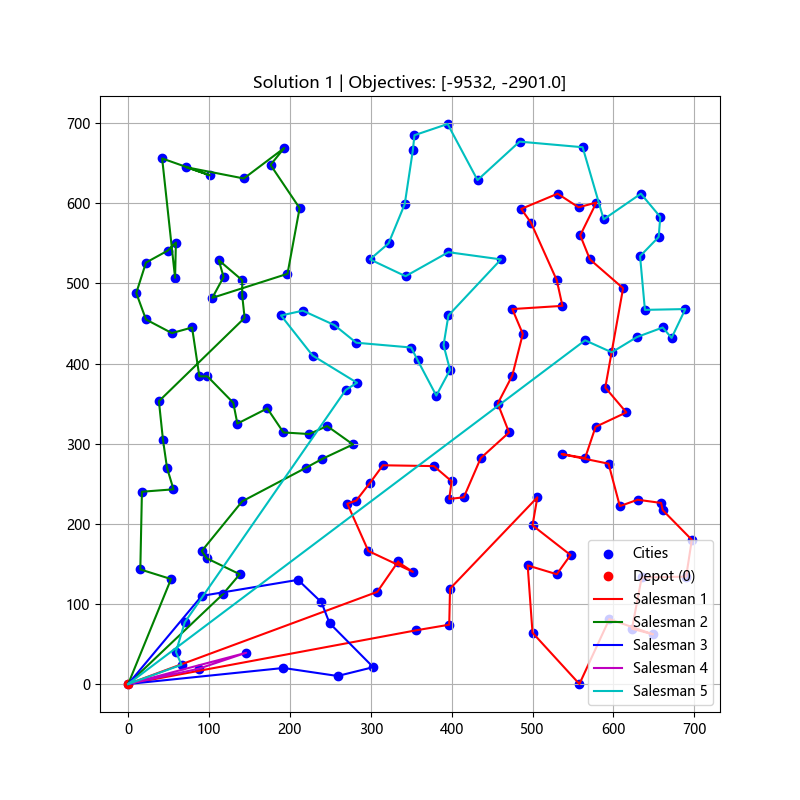 Solution 1 | Objectives: [-9532, -2901.0]
700
600
500
400
300
200
100
0
Cities
Depot (0)
Salesman 1
Salesman 2
Salesman 3
Salesman 4
Salesman 5
0 100 200 300 400 500 600 700